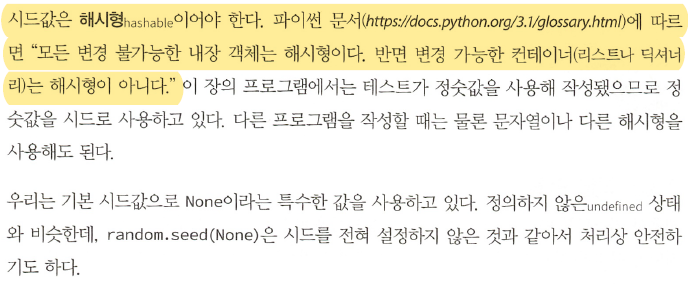 시드값은 해시형hashable이어야 한다. 파이썬 문서(https://docs.python.org/3.1/glossary.html)에 따르
면 “모든 변경 불가능한 내장 객체는 해시형이다. 반면 변경 가능한 컨테이너(리스트나 딕셔너
리)는 해시형이 아니다.” 이 장의 프로그램에서는 테스트가 정숫값을 사용해 작성됐으므로 정
숫값을 시드로 사용하고 있다. 다른 프로그램을 작성할 때는 물론 문자열이나 다른 해시형을
사용해도 된다.
우리는 기본 시드값으로 None이라는 특수한 값을 사용하고 있다. 정의하지 않은undefined 상태
와 비슷한데, random.seed(None)은 시드를 전혀 설정하지 않은 것과 같아서 처리상 안전하
기도 하다.